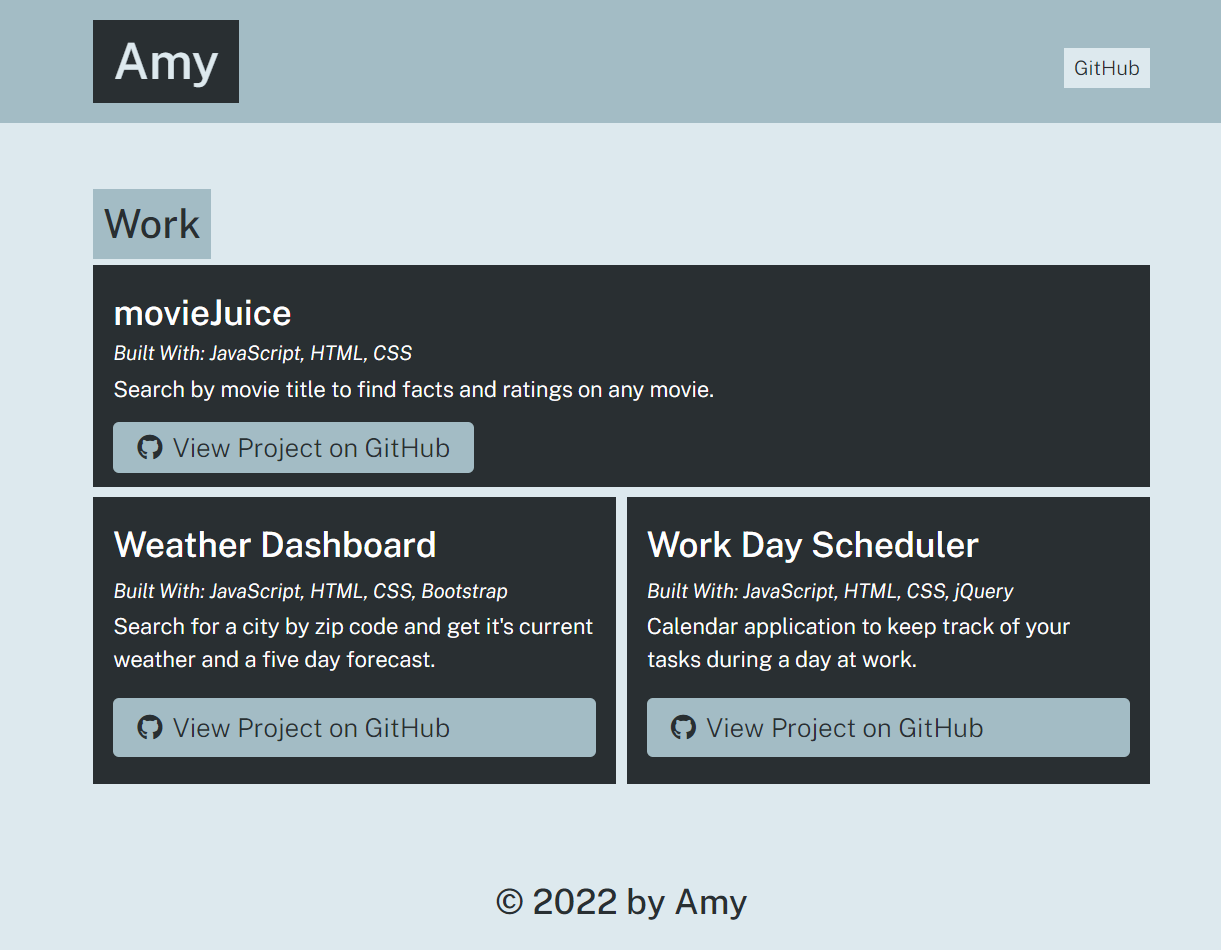 Amy
GitHub
Work
movieJuice
Built With: JavaScript, HTML, CSS
Search by movie title to find facts and ratings on any movie.
View Project on GitHub
Weather Dashboard
Built With: JavaScript, HTML, CSS, Bootstrap
Search for a city by zip code and get it's current
weather and a five day forecast.
View Project on GitHub
Work Day Scheduler
Built With: JavaScript, HTML, CSS, jQuery
Calendar application to keep track of your
tasks during a day at work.
View Project on GitHub
© 2022 by Amy